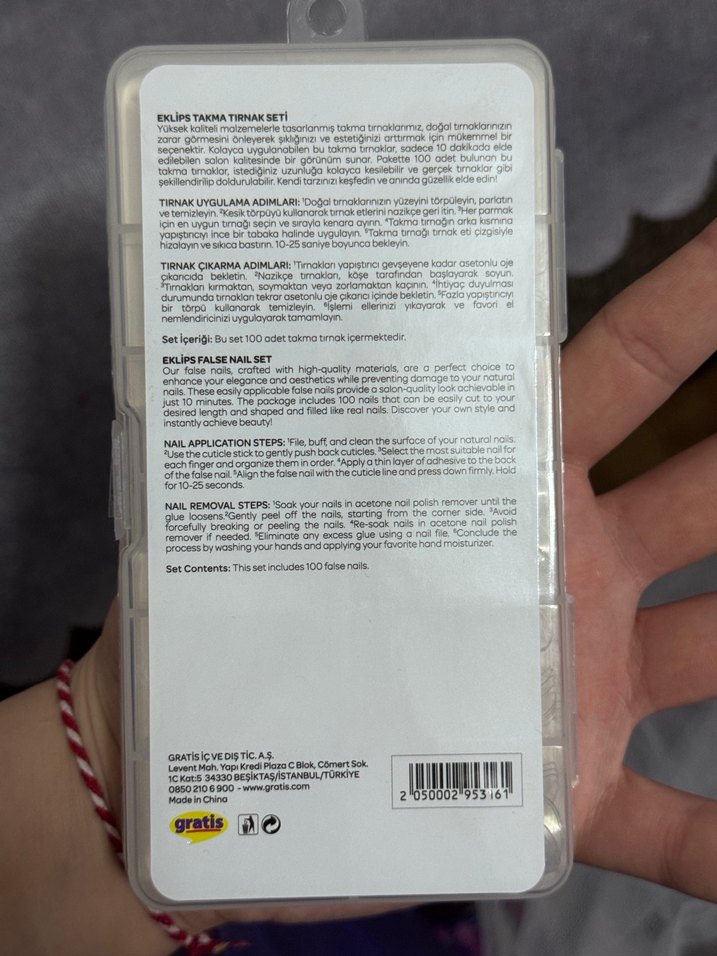 EKLİPS TAKMA TIRNAK SETİ
Yüksek kaliteli malzemelerle tasarlanmış takma tırnaklarımız, doğal tırnaklarınızın
zarar görmesini önleyerek şıklığınızı ve estetiğinizi arttırmak için mükemmel bir
seçenektir. Kolayca uygulanabilen bu takma tırnaklar, sadece 10 dakikada elde
edilebilen salon kalitesinde bir görünüm sunar. Pakette 100 adet bulunan bu
takma tırnaklar, istediğiniz uzunluğa kolayca kesilebilir ve gerçek tırnaklar gibi
şekillendirilip doldurulabilir. Kendi tarzınızı keşfedin ve anında güzellik elde edin!
TIRNAK UYGULAMA ADIMLARI: ¹Doğal tırnaklarınızın yüzeyini törpüleyin, parlatın
ve temizleyin. ²Kesik törpüyü kullanarak tırnak etlerini nazikçe geri itin. ³Her parmak
için en uygun tırnağı seçin ve sırayla kenara ayırın. ⁴Takma tırnağın arka kısmına
yapıştırıcıyı ince bir tabaka halinde uygulayın. ⁵Takma tırnağı tırnak eti çizgisiyle
hizalayın ve sıkıca bastırın. 10-25 saniye boyunca bekleyin.
TIRNAK ÇIKARMA ADIMLARI: ¹Tırnakları yapıştırıcı gevşeyene kadar asetonlu oje
çıkarıcıda bekletin. ²Nazikçe tırnakları, köşe tarafından başlayarak soyun.
³Tırnakları kırmaktan, soymaktan veya zorlamaktan kaçının. ⁴İhtiyaç duyulması
durumunda tırnakları tekrar asetonlu oje çıkarıcı içinde bekletin. ⁵Fazla yapıştırıcıyı
bir törpü kullanarak temizleyin. ⁶İşlemi ellerinizi yıkayarak ve favori el
nemlendiricinizi uygulayarak tamamlayın.
Set İçeriği: Bu set 100 adet takma tırnak içermektedir.
EKLİPS FALSE NAIL SET
Our false nails, crafted with high-quality materials, are a perfect choice to
enhance your elegance and aesthetics while preventing damage to your natural
nails. These easily applicable false nails provide a salon-quality look achievable in
just 10 minutes. The package includes 100 nails that can be easily cut to your
desired length and shaped and filled like real nails. Discover your own style and
instantly achieve beauty!
NAIL APPLICATION STEPS: ¹File, buff, and clean the surface of your natural nails.
²Use the cuticle stick to gently push back cuticles. ³Select the most suitable nail for
each finger and organize them in order. ⁴Apply a thin layer of adhesive to the back
of the false nail. ⁵Align the false nail with the cuticle line and press down firmly. Hold
for 10-25 seconds.
NAIL REMOVAL STEPS: ¹Soak your nails in acetone nail polish remover until the
glue loosens.²Gently peel off the nails, starting from the corner side. ³Avoid
forcefully breaking or peeling the nails. ⁴Re-soak nails in acetone nail polish
remover if needed. ⁵Eliminate any excess glue using a nail file. ⁶Conclude the
process by washing your hands and applying your favorite hand moisturizer.
Set Contents: This set includes 100 false nails.
GRATİS İÇ VE DIŞ TİC. A.Ş.
Levent Mah. Yapı Kredi Plaza C Blok, Cömert Sok.
1C Kat:5 34330 BEŞİKTAŞ/İSTANBUL/TÜRKİYE
0850 210 6 900 - www.gratis.com
Made in China
gratis
2 050002 953161